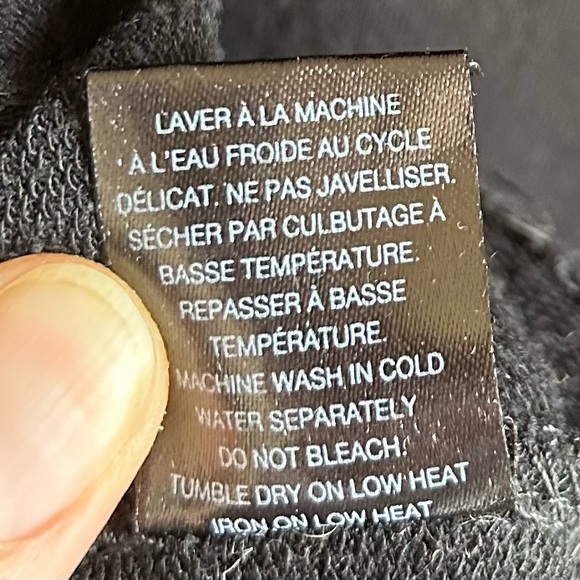 LAVER À LA MACHINE
À L'EAU FROIDE AU CYCLE
DÉLICAT. NE PAS JAVELLISER.
SÉCHER PAR CULBUTAGE À
BASSE TEMPÉRATURE.
REPASSER À BASSE
TEMPÉRATURE.
MACHINE WASH IN COLD
WATER SEPARATELY
DO NOT BLEACH.
TUMBLE DRY ON LOW HEAT
IRON ON LOW HEAT